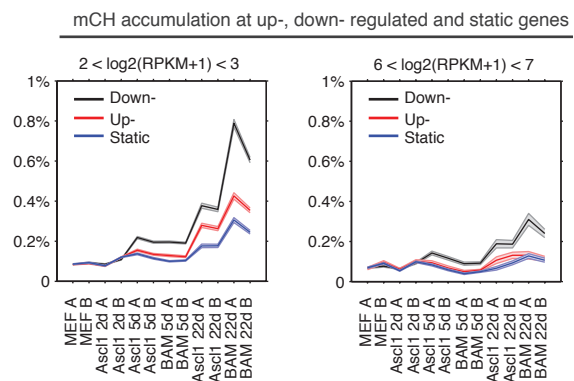 mCH accumulation at up-, down- regulated and static genes
2 < log2(RPKM+1) < 3
1%
0.8%
0.6%
0.4%
0.2%
0
Down-
Up-
Static
MEF A
MEF B
Ascl1 2d A
Ascl1 2d B
Ascl1 5d A
Ascl1 5d B
BAM 5d A
BAM 5d B
Ascl1 22d A
Ascl1 22d B
BAM 22d A
BAM 22d B
6 < log2(RPKM+1) < 7
1%
0.8%
0.6%
0.4%
0.2%
0
Down-
Up-
Static
MEF A
MEF B
Ascl1 2d A
Ascl1 2d B
Ascl1 5d A
Ascl1 5d B
BAM 5d A
BAM 5d B
Ascl1 22d A
Ascl1 22d B
BAM 22d A
BAM 22d B